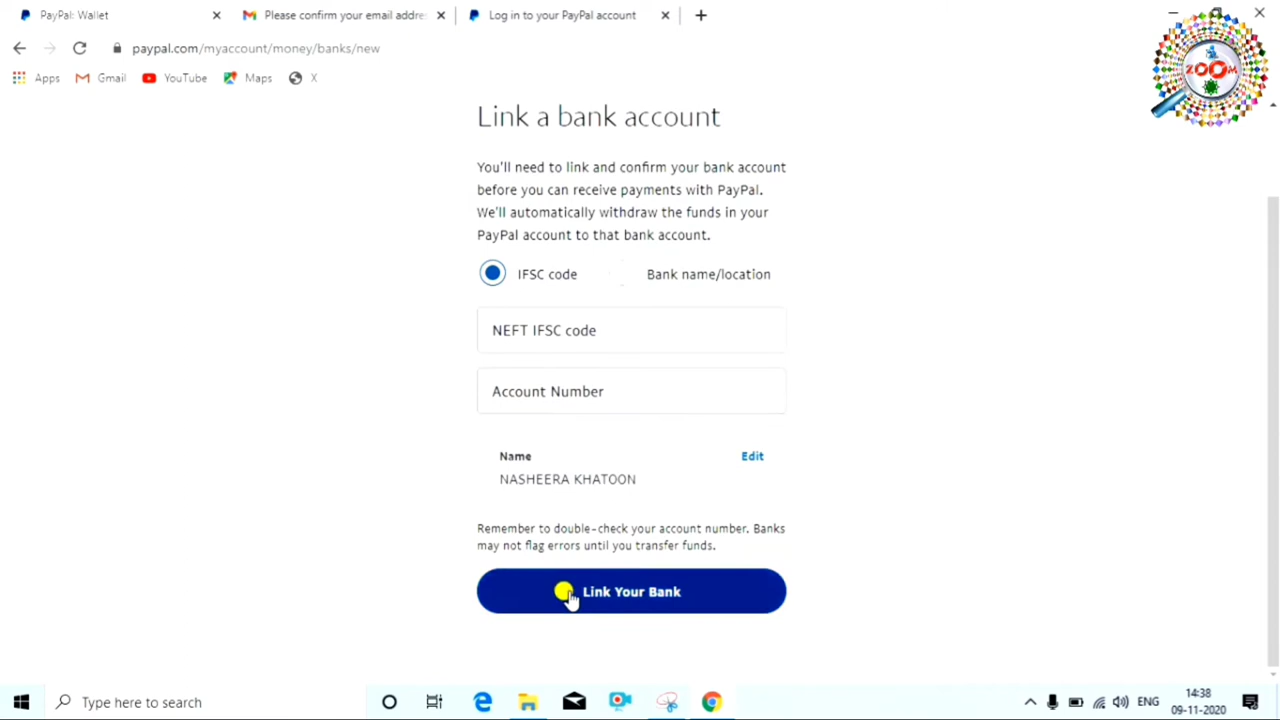 PayPal: Wallet
Please confirm your email addre
Log in to your PayPal account
paypal.com/myaccount/money/banks/new
Apps
Gmail
YouTube
Maps
X
ZOOM
Link a bank account
You'll need to link and confirm your bank account
before you can receive payments with PayPal.
We'll automatically withdraw the funds in your
PayPal account to that bank account.
IFSC code
Bank name/location
NEFT IFSC code
Account Number
Name
Edit
NASHEERA KHATOON
Remember to double-check your account number. Banks
may not flag errors until you transfer funds.
Link Your Bank
Type here to search
ENG
14:38
09-11-2020